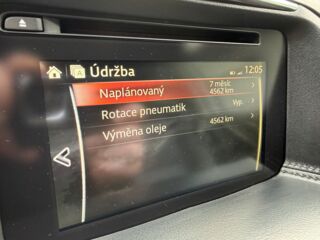 Údržba 12:05
Naplánovaný 7 měsíc
4562 km
Rotace pneumatik Vyp.
Výměna oleje 4562 km